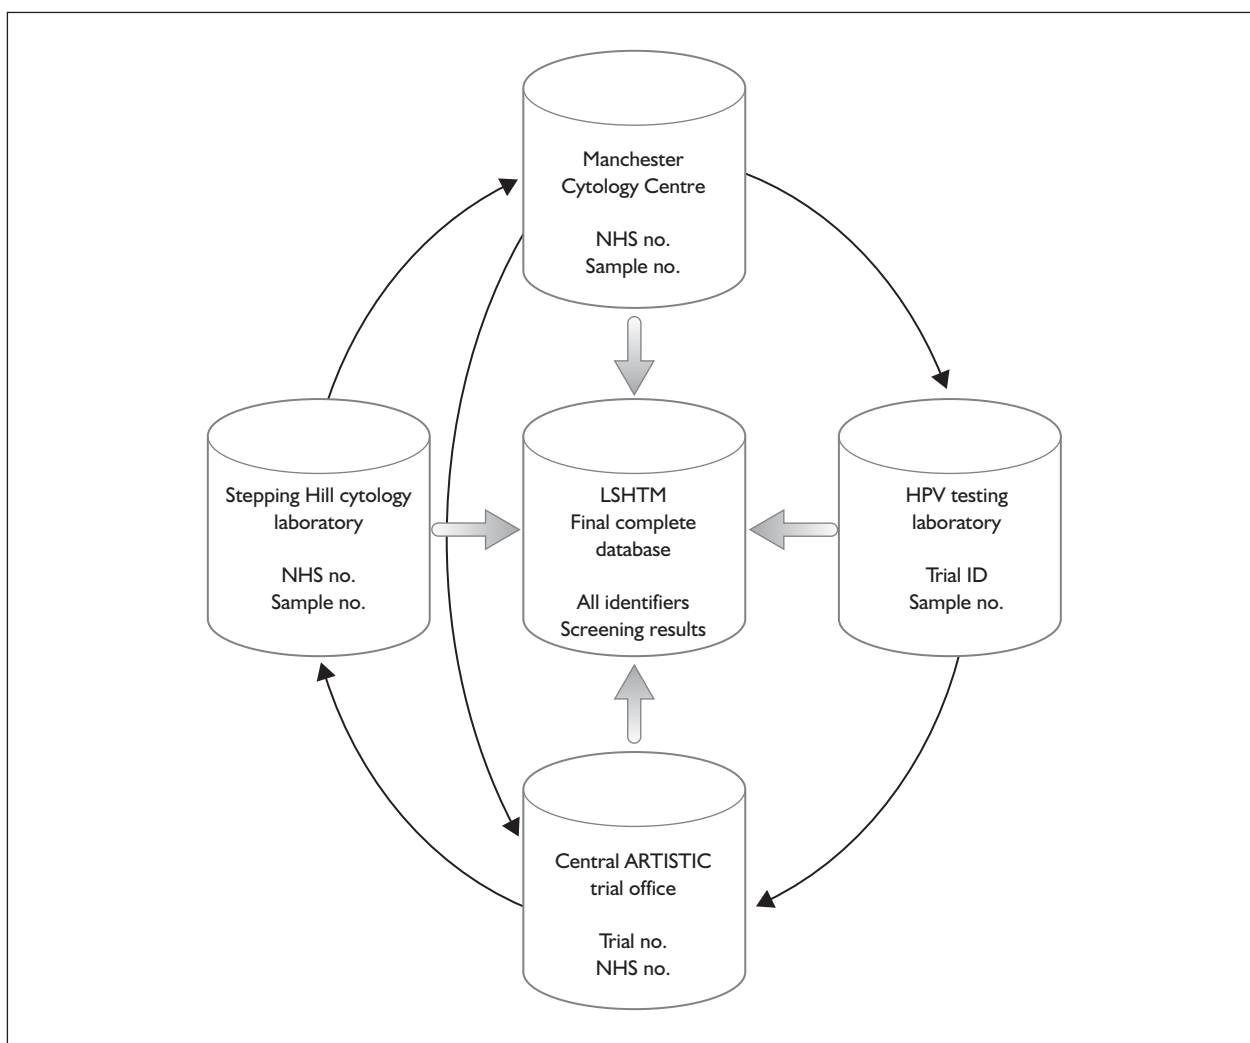 Manchester
Cytology Centre
NHS no.
Sample no.
Stepping Hill cytology
laboratory
NHS no.
Sample no.
LSHTM
Final complete
database
All identifiers
Screening results
HPV testing
laboratory
Trial ID
Sample no.
Central ARTISTIC
trial office
Trial no.
NHS no.